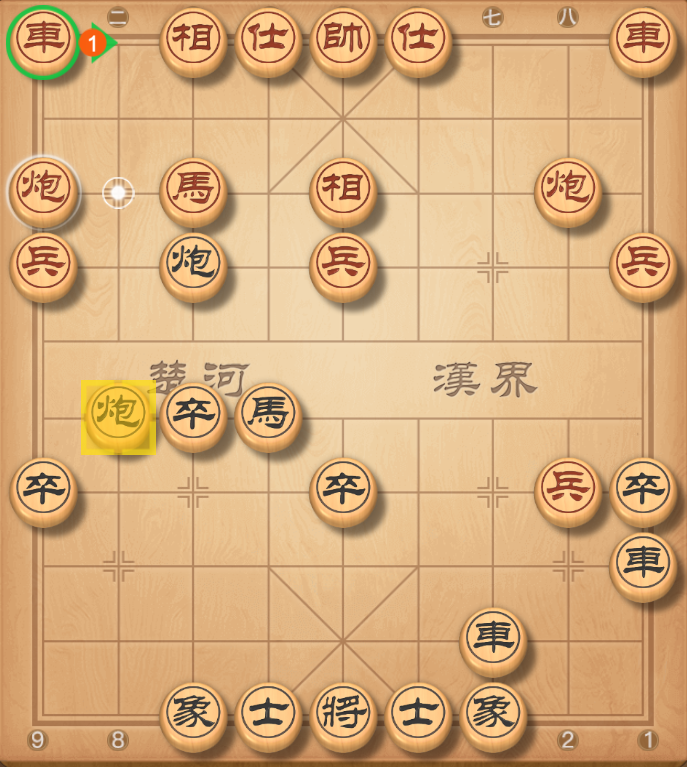 二 七 八
車 1 相 仕 帥 仕 車
炮 馬 相 炮
兵 炮 兵 兵
楚河 漢界
炮 卒 馬
卒 卒 兵 卒
車
車
象 士 將 士 象
9 8 2 1